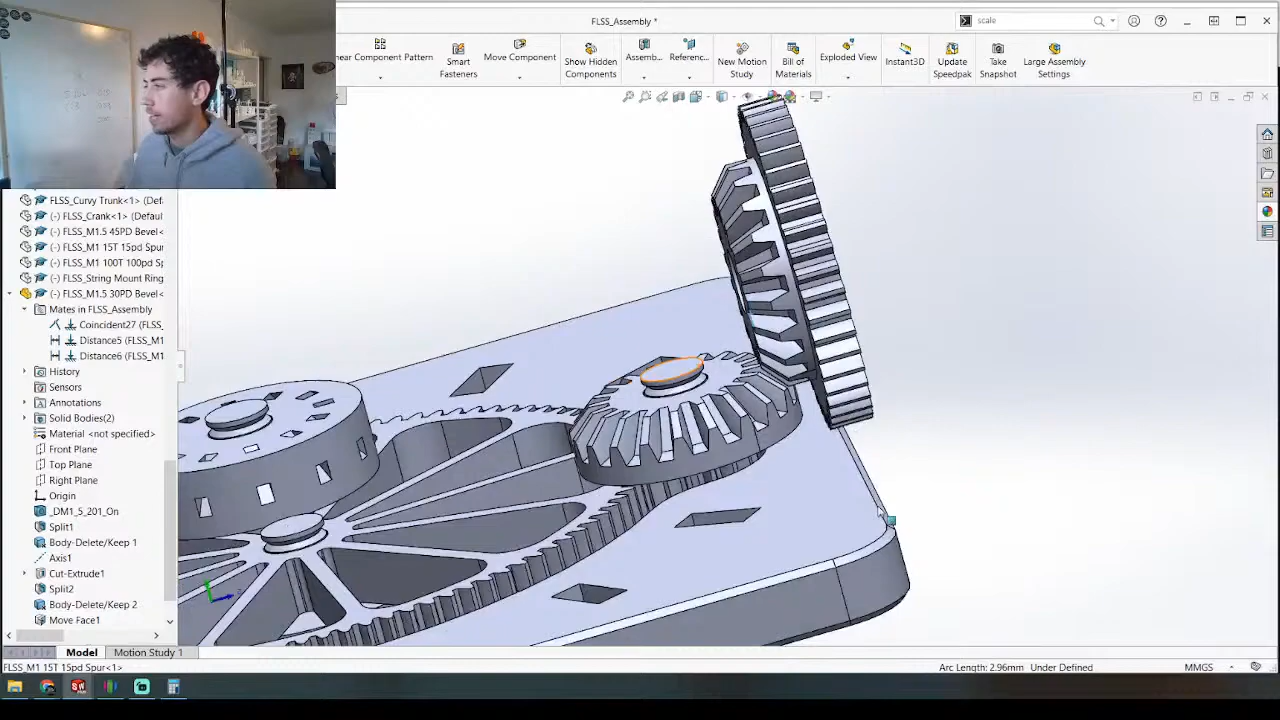 FLSS_Assembly *
scale
near Component Pattern
Smart Fasteners
Move Component
Show Hidden Components
Assemb...
Referenc...
New Motion Study
Bill of Materials
Exploded View
Instant3D
Update Speedpak
Take Snapshot
Large Assembly Settings
FLSS_Curvy Trunk<1> (Defa
(-) FLSS_Crank<1> (Default
(-) FLSS_M1.5 45PD Bevel<
(-) FLSS_M1 15T 15pd Spur
(-) FLSS_M1 100T 100pd Sp
(-) FLSS_String Mount Ring
(-) FLSS_M1.5 30PD Bevel<
Mates in FLSS_Assembly
Coincident27 (FLSS_
Distance5 (FLSS_M1
Distance6 (FLSS_M1
History
Sensors
Annotations
Solid Bodies(2)
Material <not specified>
Front Plane
Top Plane
Right Plane
Origin
_DM1_5_201_On
Split1
Body-Delete/Keep 1
Axis1
Cut-Extrude1
Split2
Body-Delete/Keep 2
Move Face1
Model
Motion Study 1
FLSS_M1 15T 15pd Spur<1>
Arc Length: 2.96mm
Under Defined
MMGS